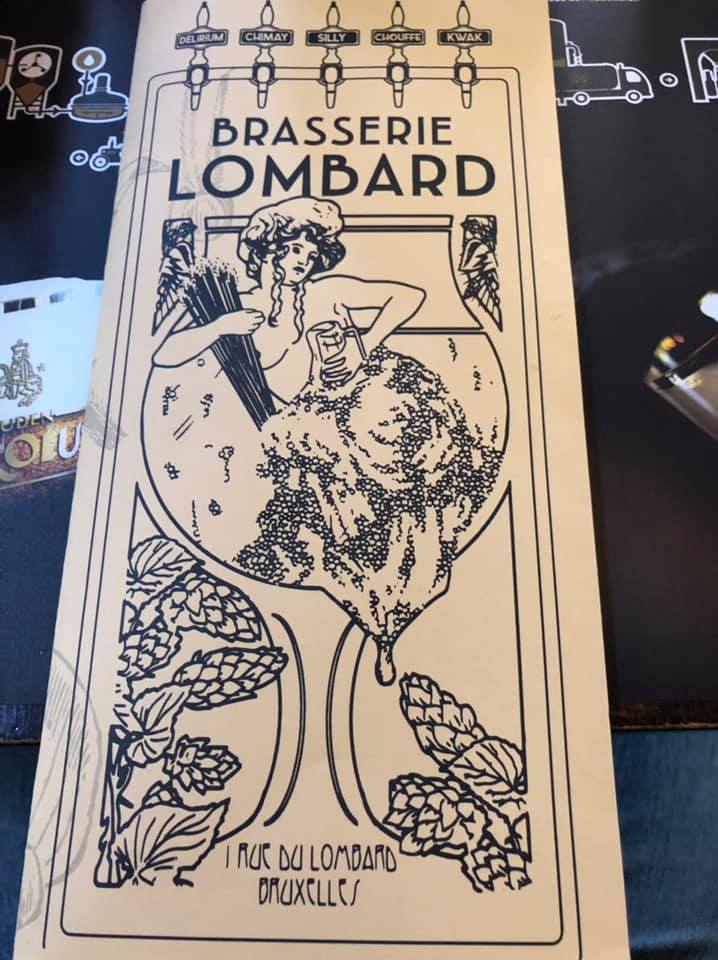 DELIRIUM CHIMAY SILLY CHOUFFE KWAK
BRASSERIE
LOMBARD
1 RUE DU LOMBARD
BRUXELLES